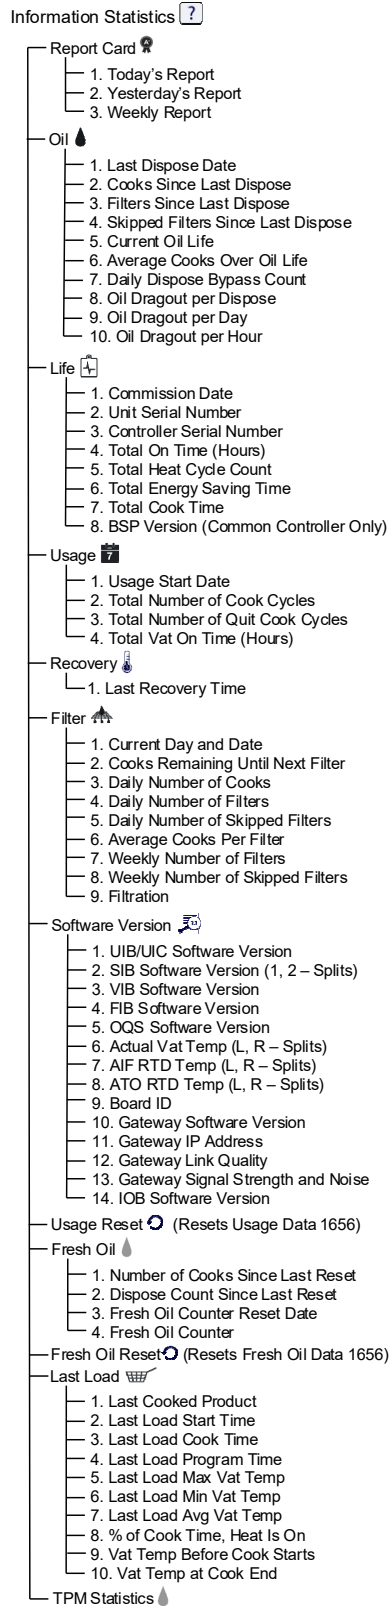 Information Statistics ?
Report Card
1. Today's Report
2. Yesterday's Report
3. Weekly Report
Oil
1. Last Dispose Date
2. Cooks Since Last Dispose
3. Filters Since Last Dispose
4. Skipped Filters Since Last Dispose
5. Current Oil Life
6. Average Cooks Over Oil Life
7. Daily Dispose Bypass Count
8. Oil Dragout per Dispose
9. Oil Dragout per Day
10. Oil Dragout per Hour
Life
1. Commission Date
2. Unit Serial Number
3. Controller Serial Number
4. Total On Time (Hours)
5. Total Heat Cycle Count
6. Total Energy Saving Time
7. Total Cook Time
8. BSP Version (Common Controller Only)
Usage 7
1. Usage Start Date
2. Total Number of Cook Cycles
3. Total Number of Quit Cook Cycles
4. Total Vat On Time (Hours)
Recovery
1. Last Recovery Time
Filter
1. Current Day and Date
2. Cooks Remaining Until Next Filter
3. Daily Number of Cooks
4. Daily Number of Filters
5. Daily Number of Skipped Filters
6. Average Cooks Per Filter
7. Weekly Number of Filters
8. Weekly Number of Skipped Filters
9. Filtration
Software Version
1. UIB/UIC Software Version
2. SIB Software Version (1, 2 – Splits)
3. VIB Software Version
4. FIB Software Version
5. OQS Software Version
6. Actual Vat Temp (L, R – Splits)
7. AIF RTD Temp (L, R – Splits)
8. ATO RTD Temp (L, R – Splits)
9. Board ID
10. Gateway Software Version
11. Gateway IP Address
12. Gateway Link Quality
13. Gateway Signal Strength and Noise
14. IOB Software Version
Usage Reset (Resets Usage Data 1656)
Fresh Oil
1. Number of Cooks Since Last Reset
2. Dispose Count Since Last Reset
3. Fresh Oil Counter Reset Date
4. Fresh Oil Counter
Fresh Oil Reset (Resets Fresh Oil Data 1656)
Last Load
1. Last Cooked Product
2. Last Load Start Time
3. Last Load Cook Time
4. Last Load Program Time
5. Last Load Max Vat Temp
6. Last Load Min Vat Temp
7. Last Load Avg Vat Temp
8. % of Cook Time, Heat Is On
9. Vat Temp Before Cook Starts
10. Vat Temp at Cook End
TPM Statistics